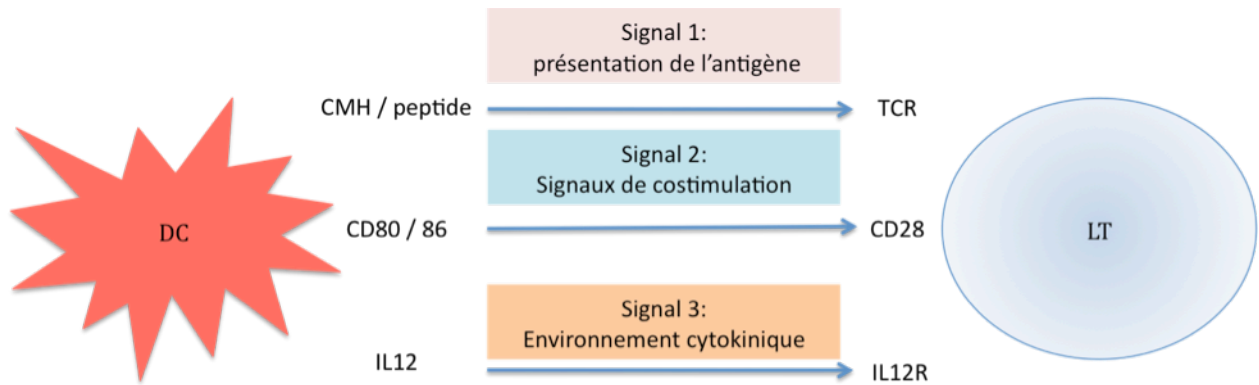 Signal 1:
présentation de l'antigène
CMH / peptide
TCR
Signal 2:
Signaux de costimulation
DC
CD80 / 86
CD28
LT
Signal 3:
Environnement cytokinique
IL12
IL12R